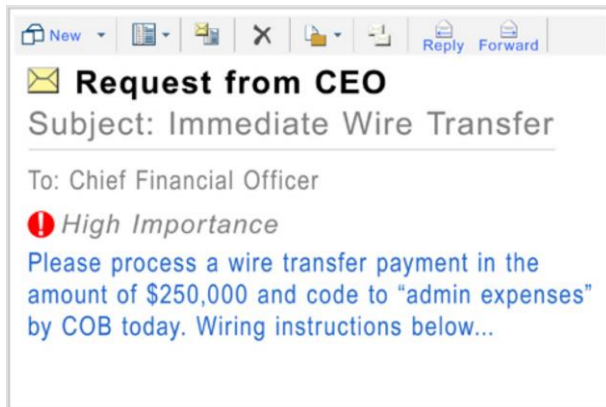 New Reply Forward
Request from CEO
Subject: Immediate Wire Transfer
To: Chief Financial Officer
High Importance
Please process a wire transfer payment in the
amount of $250,000 and code to “admin expenses”
by COB today. Wiring instructions below...